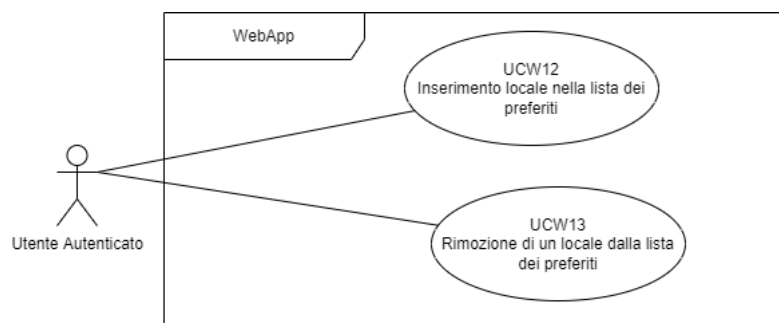 WebApp
UCW12
Inserimento locale nella lista dei
preferiti
Utente Autenticato
UCW13
Rimozione di un locale dalla lista
dei preferiti